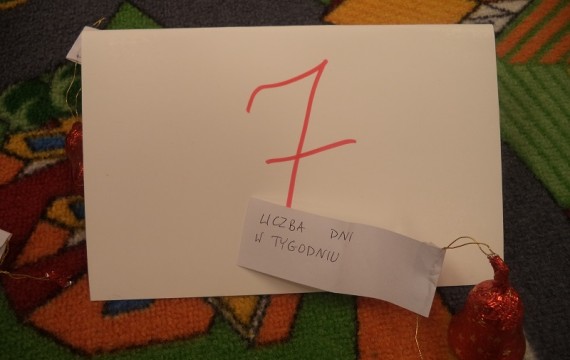 7
LICZBA DNI
W TYGODNIU